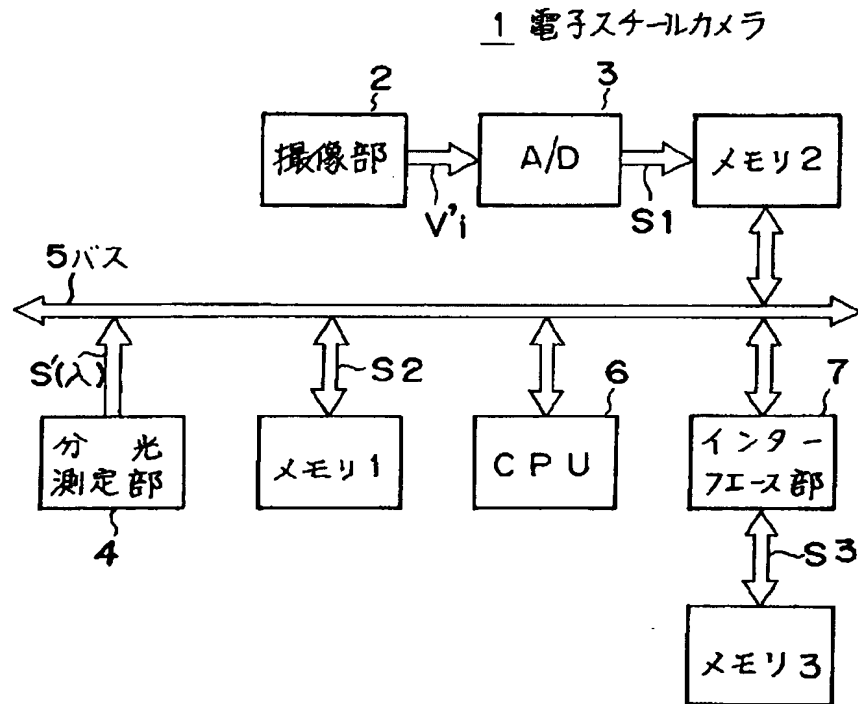 1 電子スチールカメラ
2
3
撮像部
A/D
メモリ2
V'i
S1
5バス
S'(λ)
S2
6
7
分光
測定部
メモリ1
CPU
インター
フエース部
4
S3
メモリ3